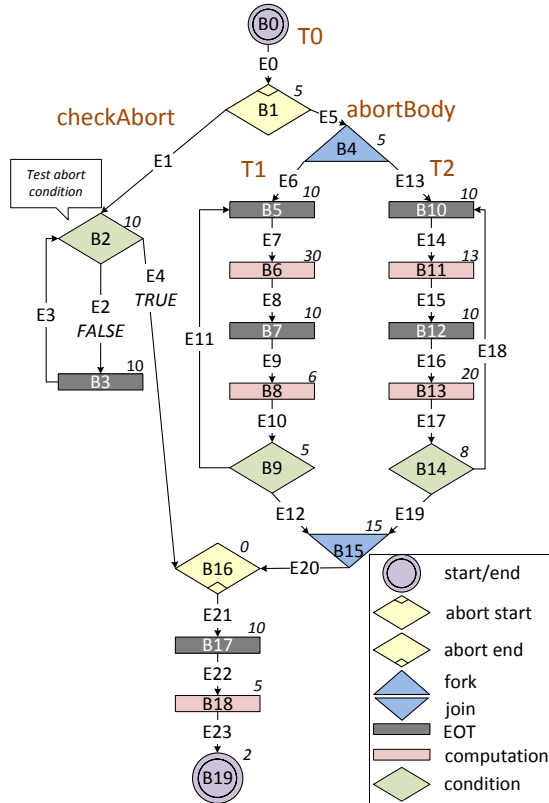 B0
T0
E0
5
B1
checkAbort
E5
abortBody
B4
5
E1
T1
E6
E13
T2
Test abort
condition
10
B2
10
B5
10
B10
E7
E14
E4
TRUE
30
B6
13
B11
E3
E2
FALSE
E8
E15
E11
10
B7
10
B12
E18
10
B3
E9
E16
6
B8
20
B13
E10
E17
5
B9
8
B14
E12
E19
15
B15
0
B16
E20
E21
10
B17
E22
5
B18
E23
2
B19
start/end
abort start
abort end
fork
join
EOT
computation
condition